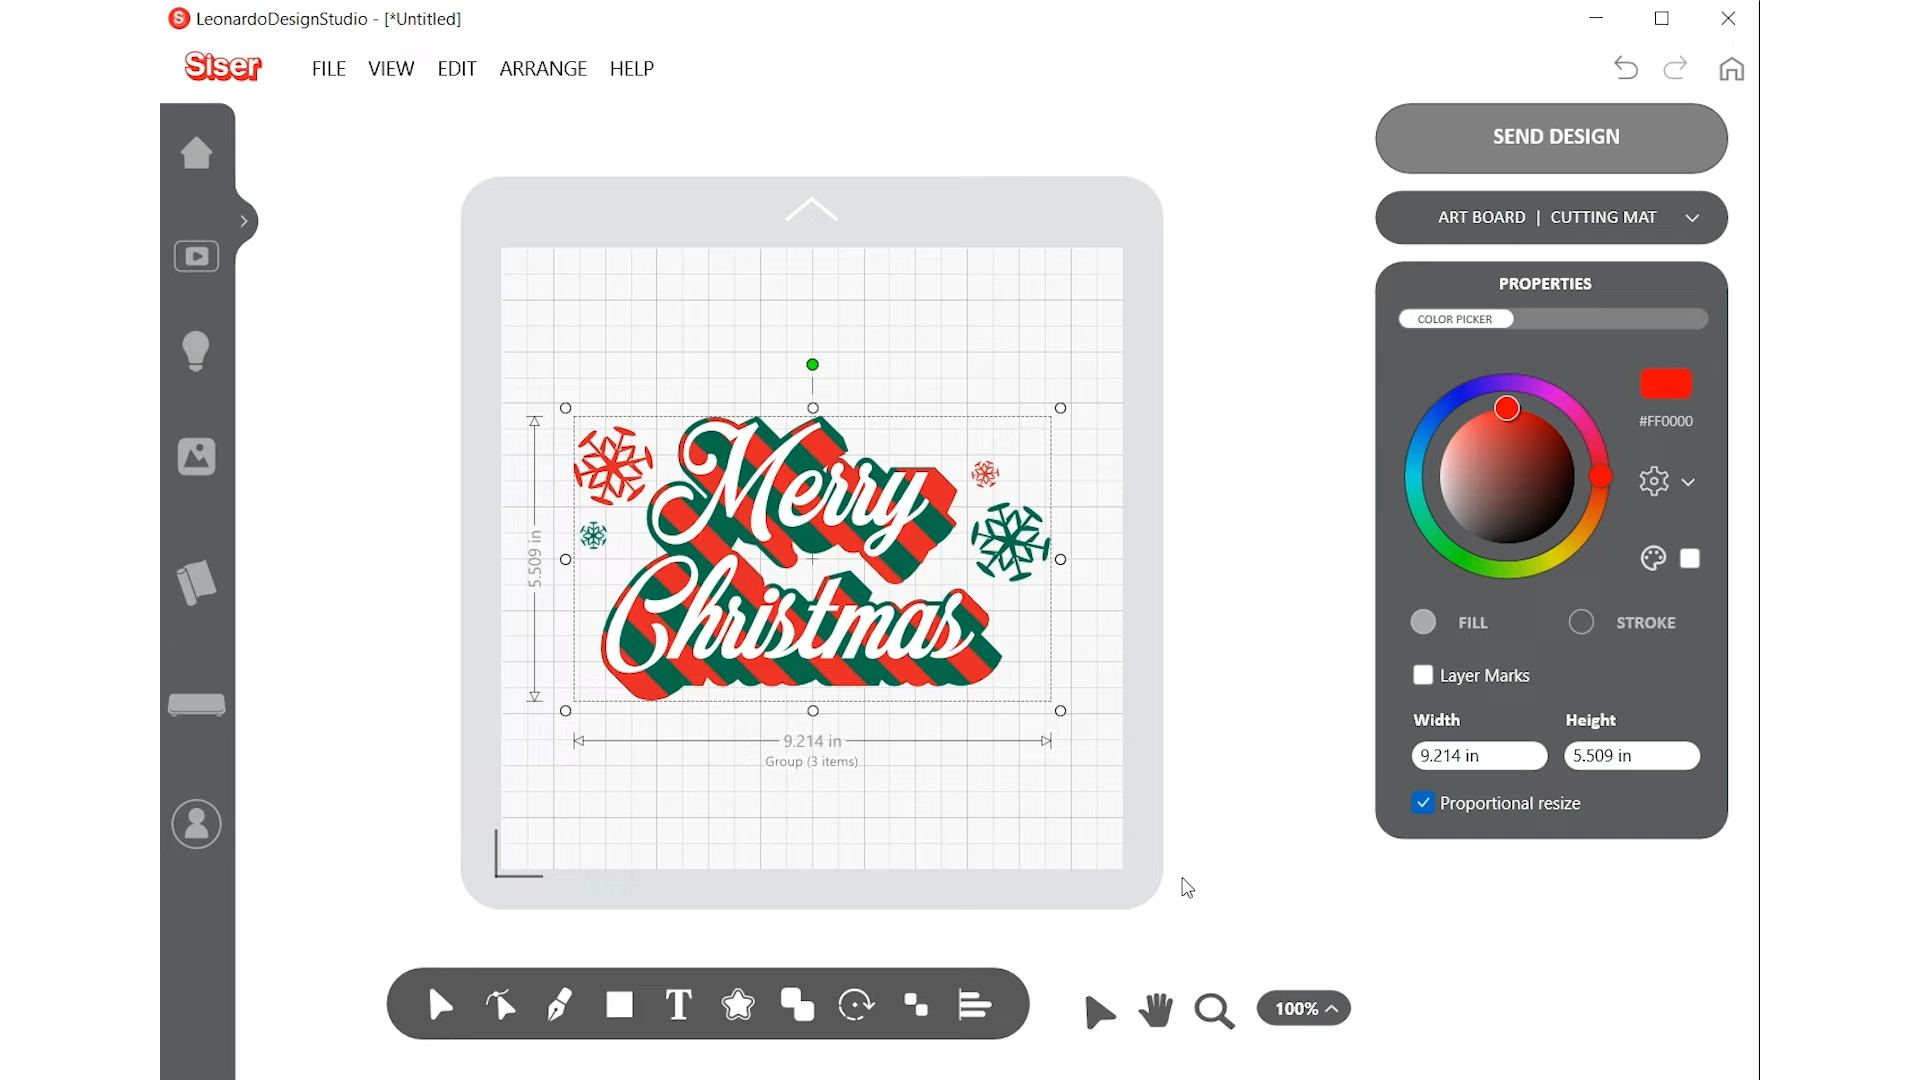 LeonardoDesignStudio - [*Untitled]
Siser
FILE VIEW EDIT ARRANGE HELP
SEND DESIGN
ART BOARD | CUTTING MAT
PROPERTIES
COLOR PICKER
#FF0000
FILL STROKE
Layer Marks
Width Height
9.214 in 5.509 in
Proportional resize
Merry
Christmas
5.509 in
9.214 in
Group (3 items)
T
100%